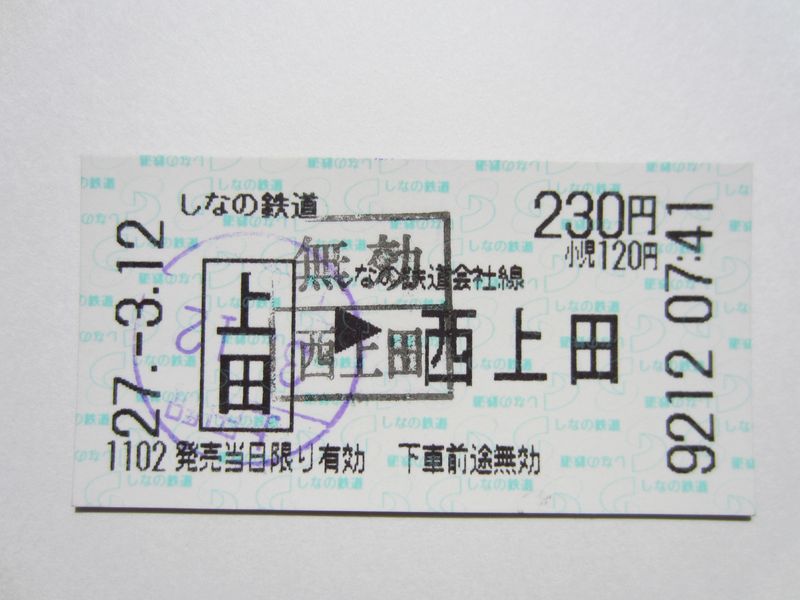 しなの鉄道
230円
小児120円
27.-3.12
上田
▶
しなの鉄道会社線
西上田
無効
西上田
9212 07:41
1102 発売当日限り有効 下車前途無効